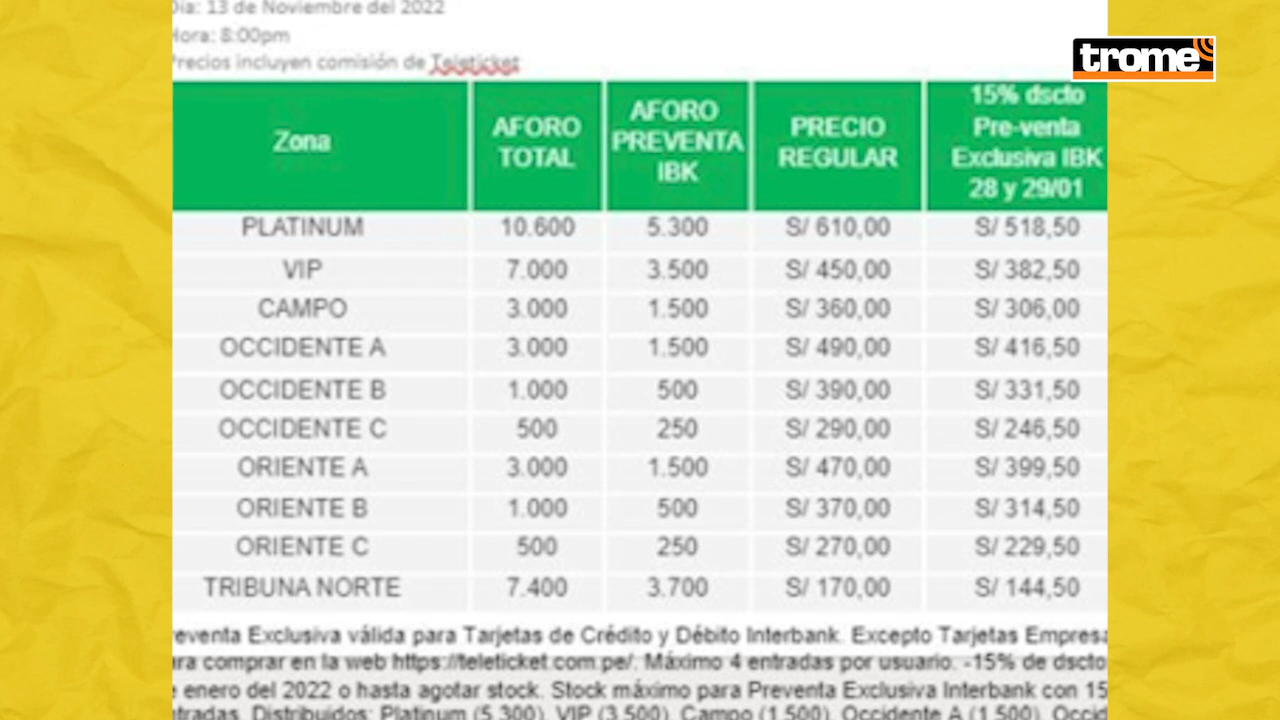 Día: 13 de Noviembre del 2022
Hora: 8:00pm
Precios incluyen comisión de Teleticket
trome
Zona AFORO TOTAL AFORO PREVENTA IBK PRECIO REGULAR 15% dscto Pre-venta Exclusiva IBK 28 y 29/01
PLATINUM 10.600 5.300 S/ 610,00 S/ 518,50
VIP 7.000 3.500 S/ 450,00 S/ 382,50
CAMPO 3.000 1.500 S/ 360,00 S/ 306,00
OCCIDENTE A 3.000 1.500 S/ 490,00 S/ 416,50
OCCIDENTE B 1.000 500 S/ 390,00 S/ 331,50
OCCIDENTE C 500 250 S/ 290,00 S/ 246,50
ORIENTE A 3.000 1.500 S/ 470,00 S/ 399,50
ORIENTE B 1.000 500 S/ 370,00 S/ 314,50
ORIENTE C 500 250 S/ 270,00 S/ 229,50
TRIBUNA NORTE 7.400 3.700 S/ 170,00 S/ 144,50
reventa Exclusiva válida para Tarjetas de Crédito y Débito Interbank. Excepto Tarjetas Empresa
ara comprar en la web https://teleticket.com.pe/. Máximo 4 entradas por usuario. -15% de dscto
e enero del 2022 o hasta agotar stock. Stock máximo para Preventa Exclusiva Interbank con 15
ntradas. Distribuidos: Platinum (5.300), VIP (3.500), Campo (1.500), Occidente A (1.500), Occid